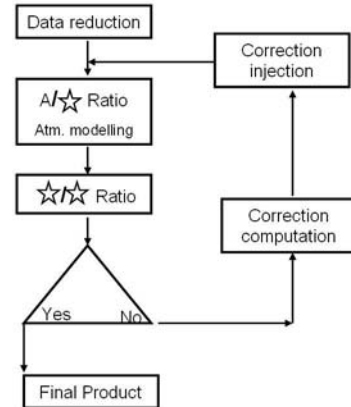 Data reduction
Correction
injection
A/☆ Ratio
Atm. modelling
☆/☆ Ratio
Correction
computation
Yes
No
Final Product